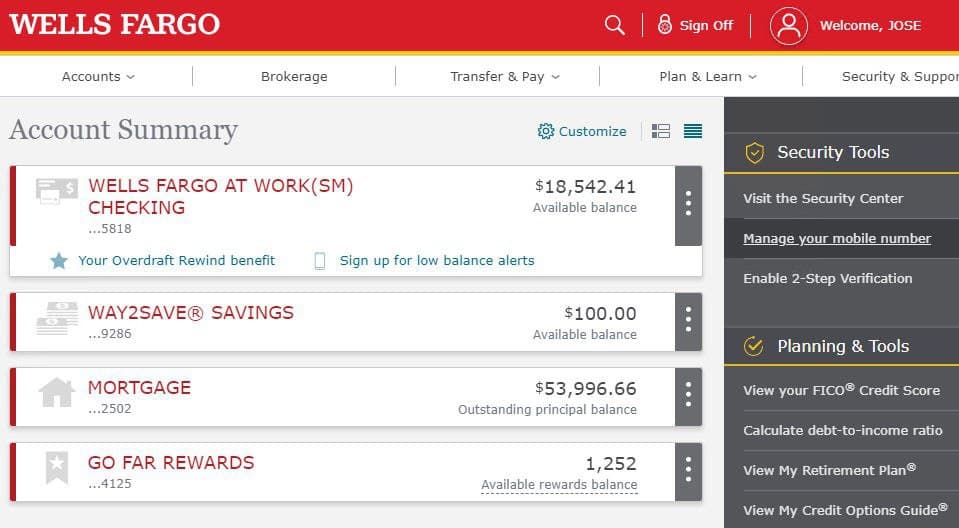 WELLS FARGO
Sign Off
Welcome, JOSE
Accounts
Brokerage
Transfer & Pay
Plan & Learn
Security &
Account Summary
Customize
WELLS FARGO AT WORK(SM)
CHECKING
...5818
$18,542.41
Available balance
Your Overdraft Rewind benefit
Sign up for low balance alerts
WAY2SAVE® SAVINGS
...9286
$100.00
Available balance
MORTGAGE
...2502
$53,996.66
Outstanding principal balance
GO FAR REWARDS
...4125
1,252
Available rewards balance
Security Tools
Visit the Security Center
Manage your mobile number
Enable 2-Step Verification
Planning & Tools
View your FICO® Credit Score
Calculate debt-to-income ratio
View My Retirement Plan®
View My Credit Options Guide®